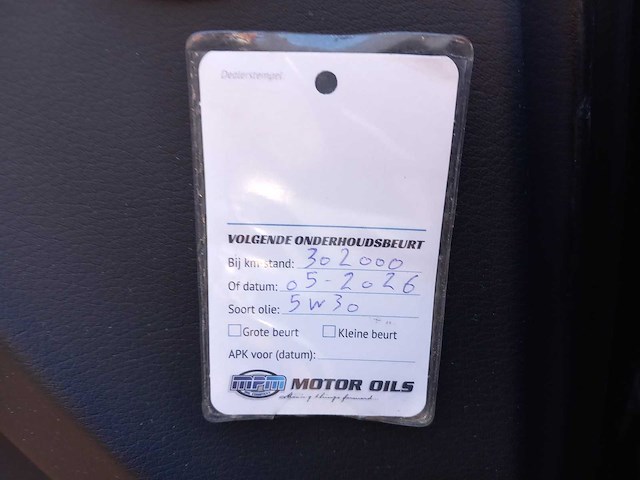 Dealerstempel
VOLGENDE ONDERHOUDSBEURT
Bij km stand: 302000
Of datum: 05-2026
Soort olie: 5W30
Grote beurt Kleine beurt
APK voor (datum):
MPM MOTOR OILS